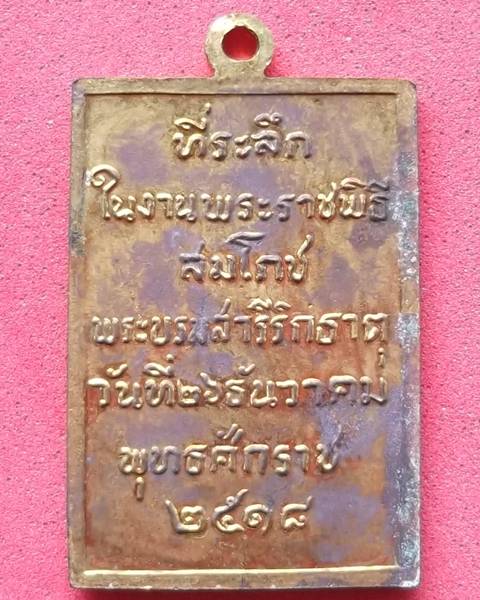 ที่ระลึก
ในงานพระราชพิธี
สมโภช
พระบรมสารีริกธาตุ
วันที่๒๖ธันวาคม
พุทธศักราช
๒๕๑๘